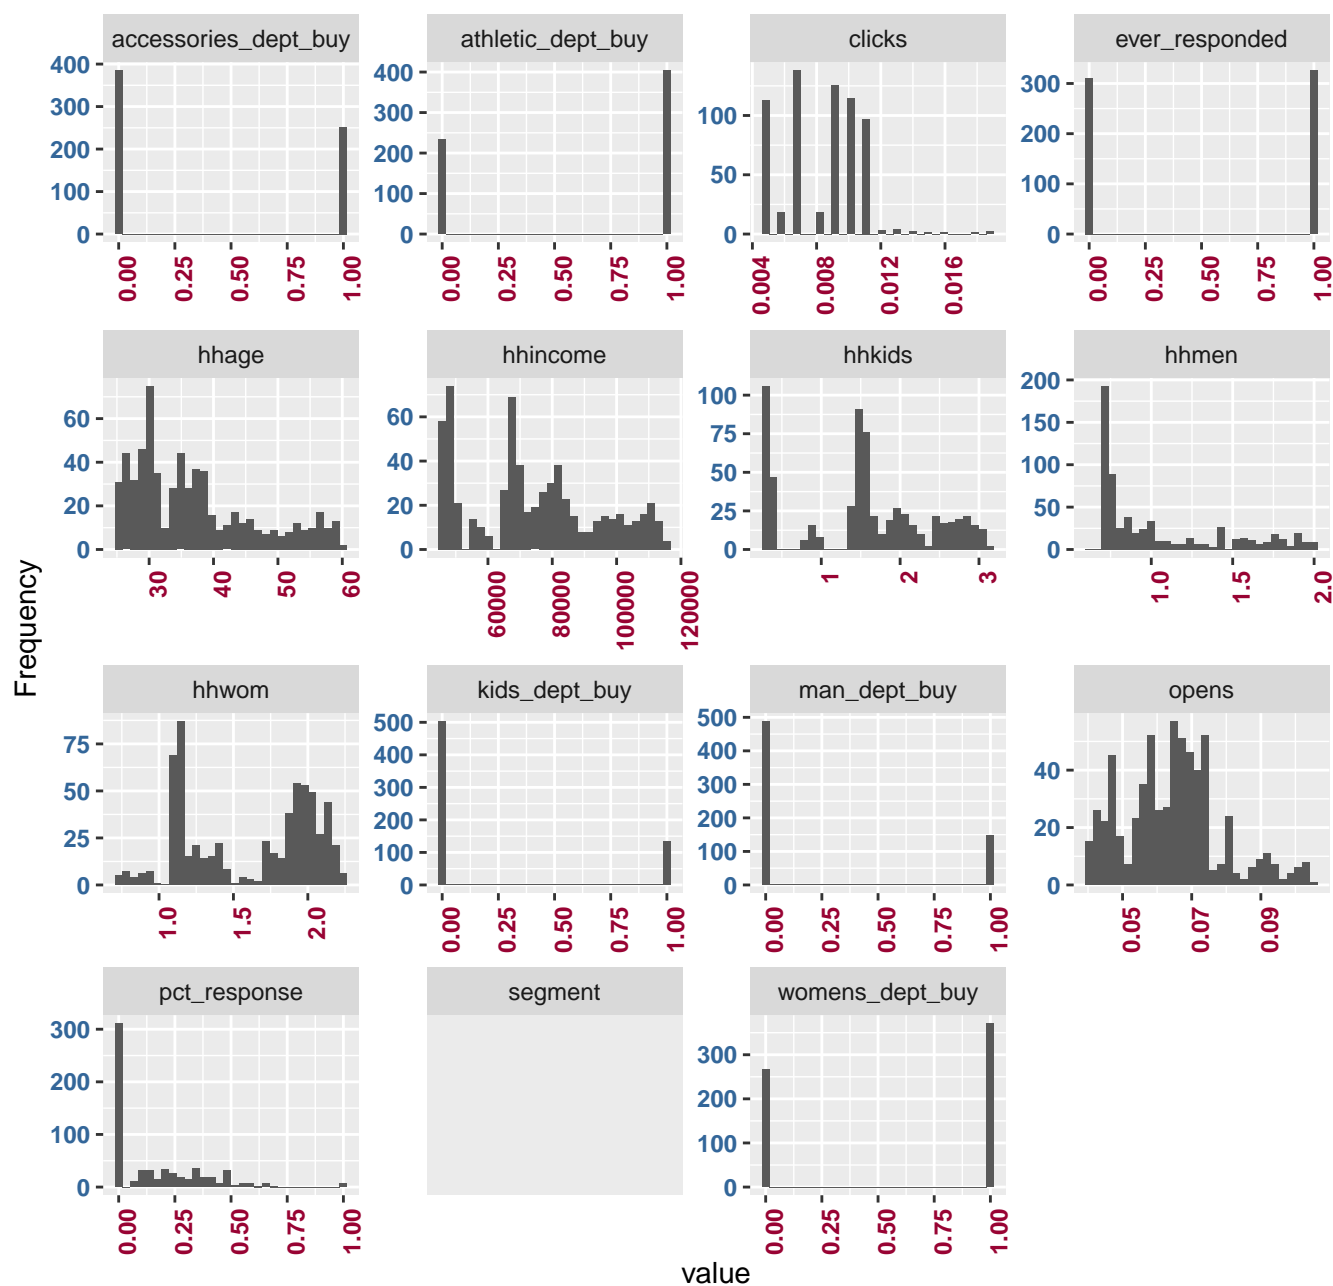 accessories_dept_buy athletic_dept_buy clicks ever_responded
400 300 200 100 0
400 300 200 100 0
100 50 0
300 200 100 0
0.00 0.25 0.50 0.75 1.00
0.00 0.25 0.50 0.75 1.00
0.004 0.008 0.012 0.016
0.00 0.25 0.50 0.75 1.00
hhage hhincome hhkids hhmen
60 40 20 0
60 40 20 0
100 75 50 25 0
200 150 100 50 0
30 40 50 60
60000 80000 100000 120000
1 2 3
1.0 1.5 2.0
Frequency
hhwom kids_dept_buy man_dept_buy opens
75 50 25 0
500 400 300 200 100 0
500 400 300 200 100 0
40 20 0
1.0 1.5 2.0
0.00 0.25 0.50 0.75 1.00
0.00 0.25 0.50 0.75 1.00
0.05 0.07 0.09
pct_response segment womens_dept_buy
300 200 100 0
300 200 100 0
0.00 0.25 0.50 0.75 1.00
0.00 0.25 0.50 0.75 1.00
value